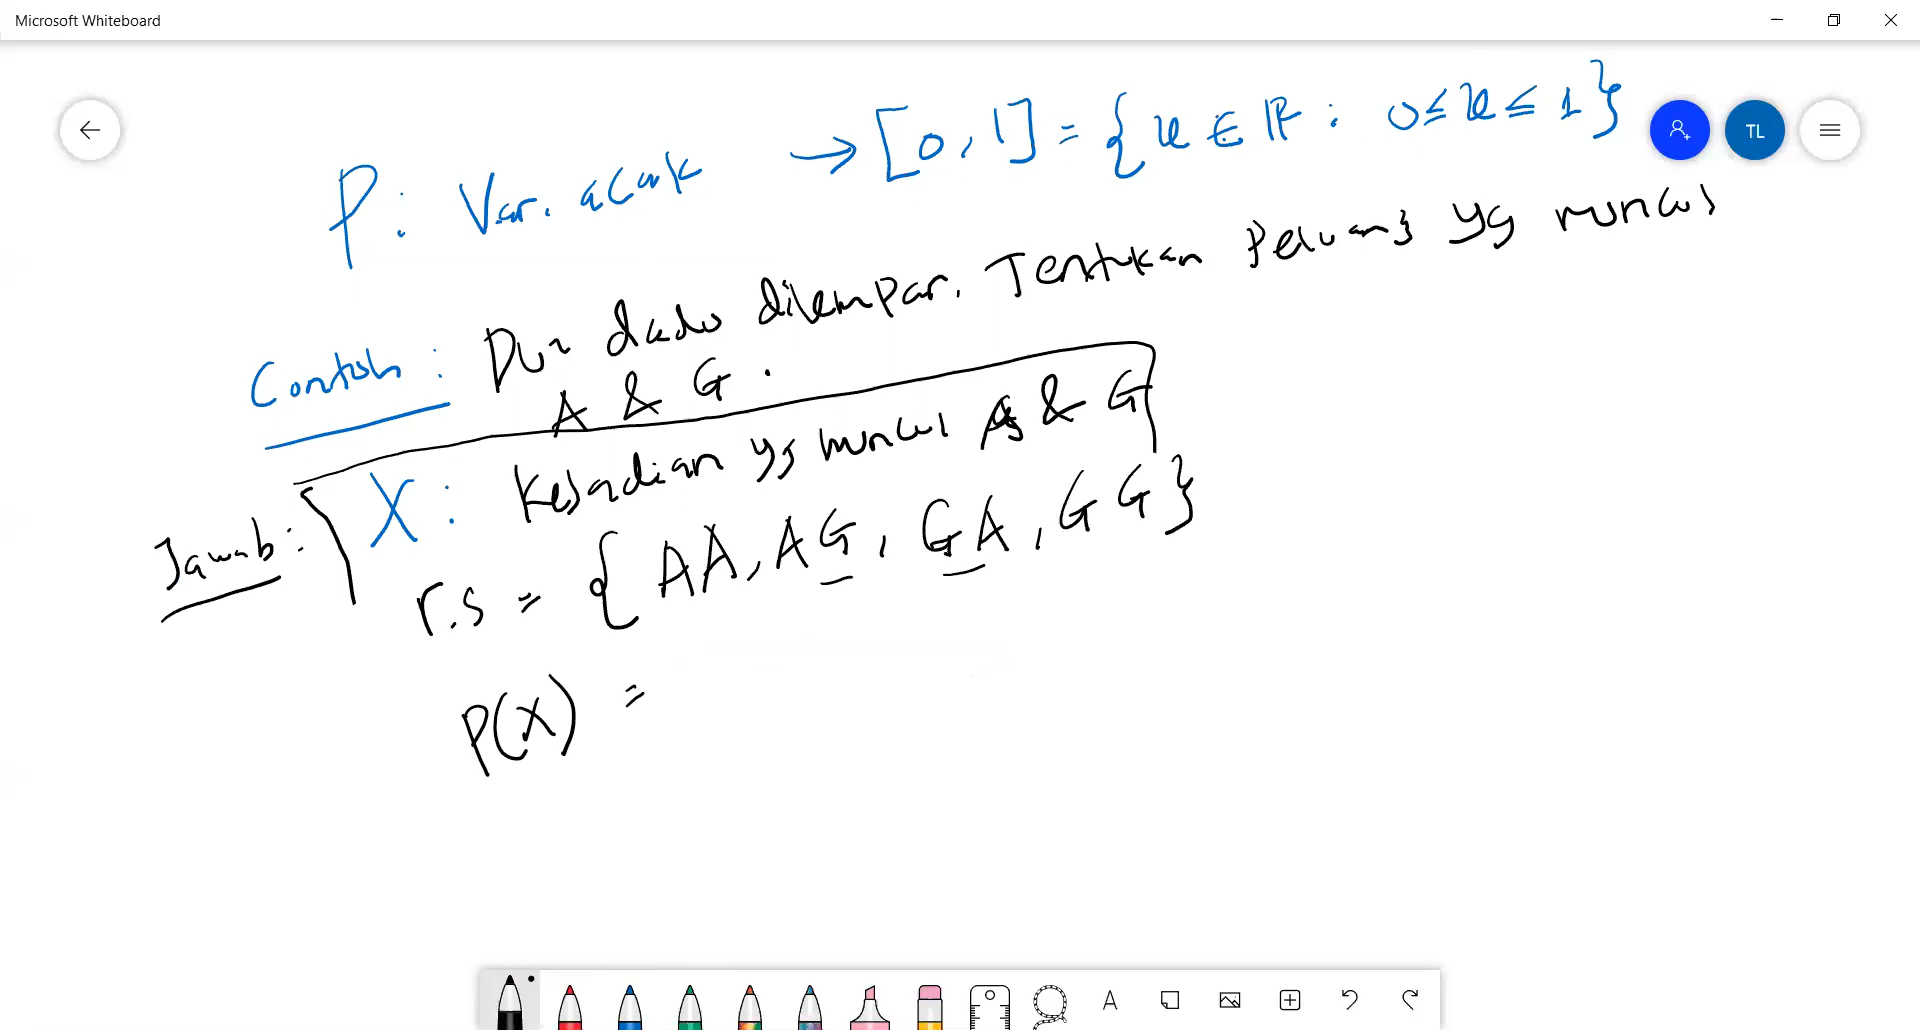 Microsoft Whiteboard
P : Var. acak → [0,1] = {x ∈ R : 0 ≤ x ≤ 1}
TL
Contoh : Dua dadu dilempar. Tentukan Peluang yg muncul
A & G .
Jawab : X : Kejadian yg muncul A & G
r.s = { AA, AG, GA, GG}
P(X) =